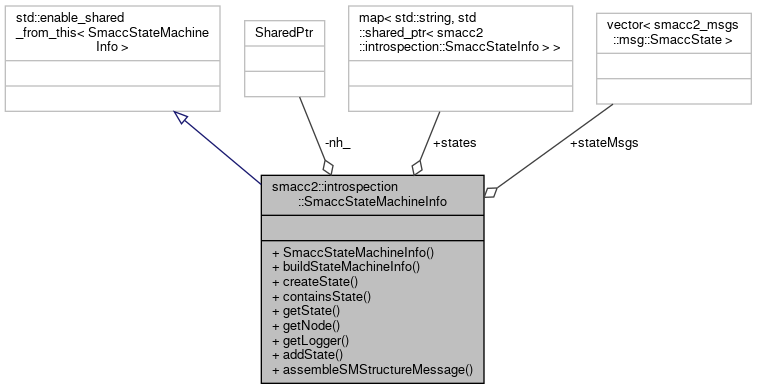 std::enable_shared
_from_this< SmaccStateMachine
Info >
SharedPtr
map< std::string, std
::shared_ptr< smacc2
::introspection::SmaccStateInfo > >
vector< smacc2_msgs
::msg::SmaccState >
-nh_
+states
+stateMsgs
smacc2::introspection
::SmaccStateMachineInfo
+ SmaccStateMachineInfo()
+ buildStateMachineInfo()
+ createState()
+ containsState()
+ getState()
+ getNode()
+ getLogger()
+ addState()
+ assembleSMStructureMessage()